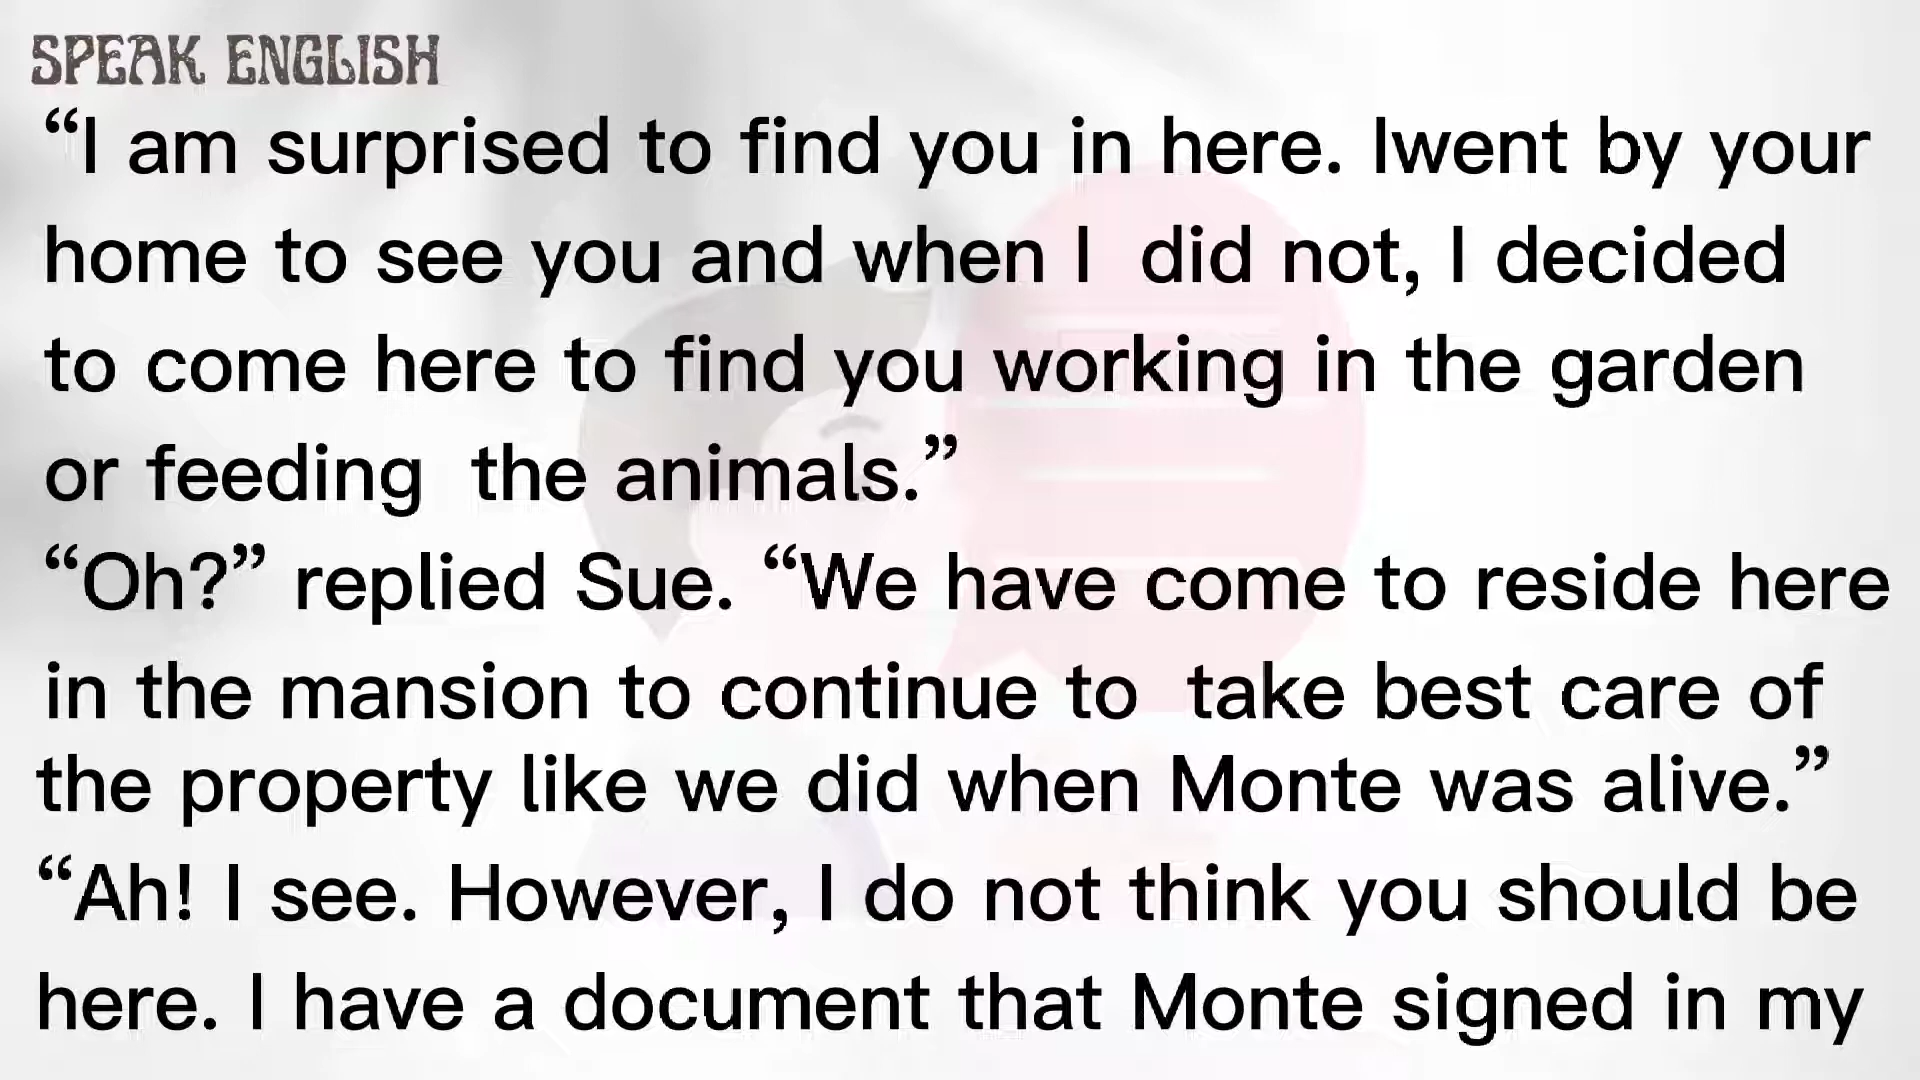 SPEAK ENGLISH
“I am surprised to find you in here. Iwent by your
home to see you and when I did not, I decided
to come here to find you working in the garden
or feeding the animals.”
“Oh?” replied Sue. “We have come to reside here
in the mansion to continue to take best care of
the property like we did when Monte was alive.”
“Ah! I see. However, I do not think you should be
here. I have a document that Monte signed in my